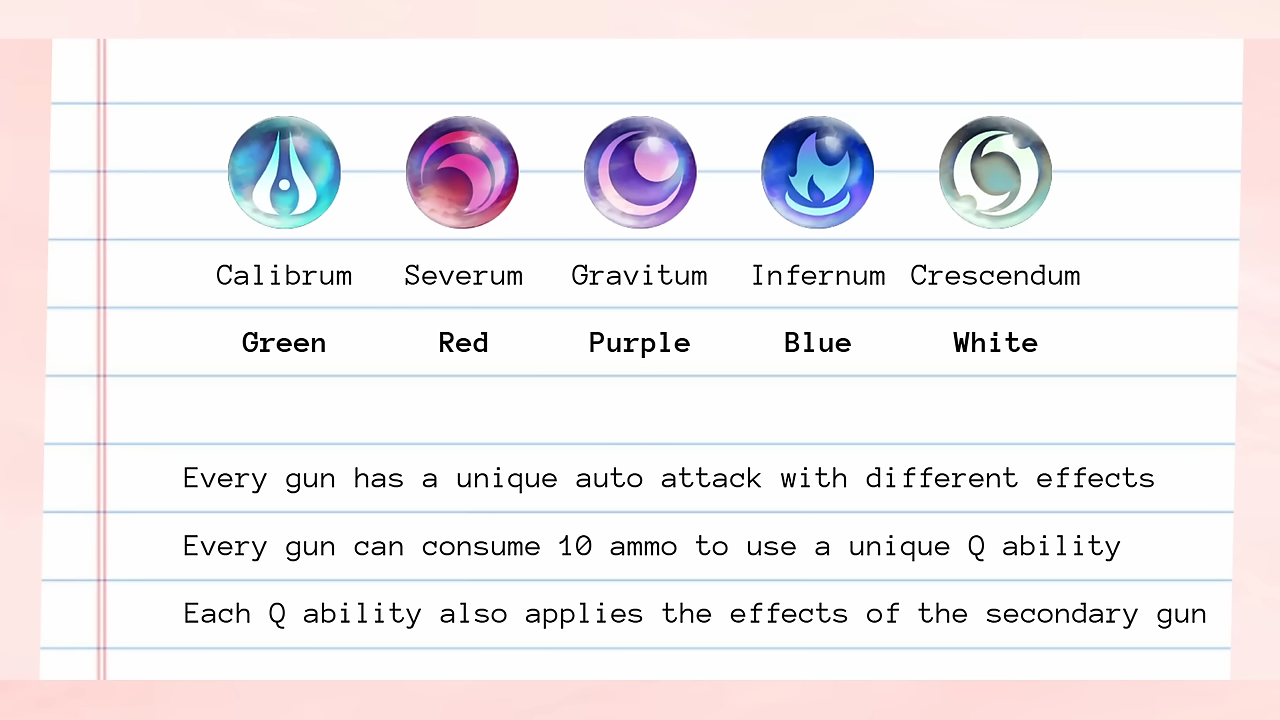 Calibrum Severum Gravitum Infernum Crescendum
Green Red Purple Blue White
Every gun has a unique auto attack with different effects
Every gun can consume 10 ammo to use a unique Q ability
Each Q ability also applies the effects of the secondary gun